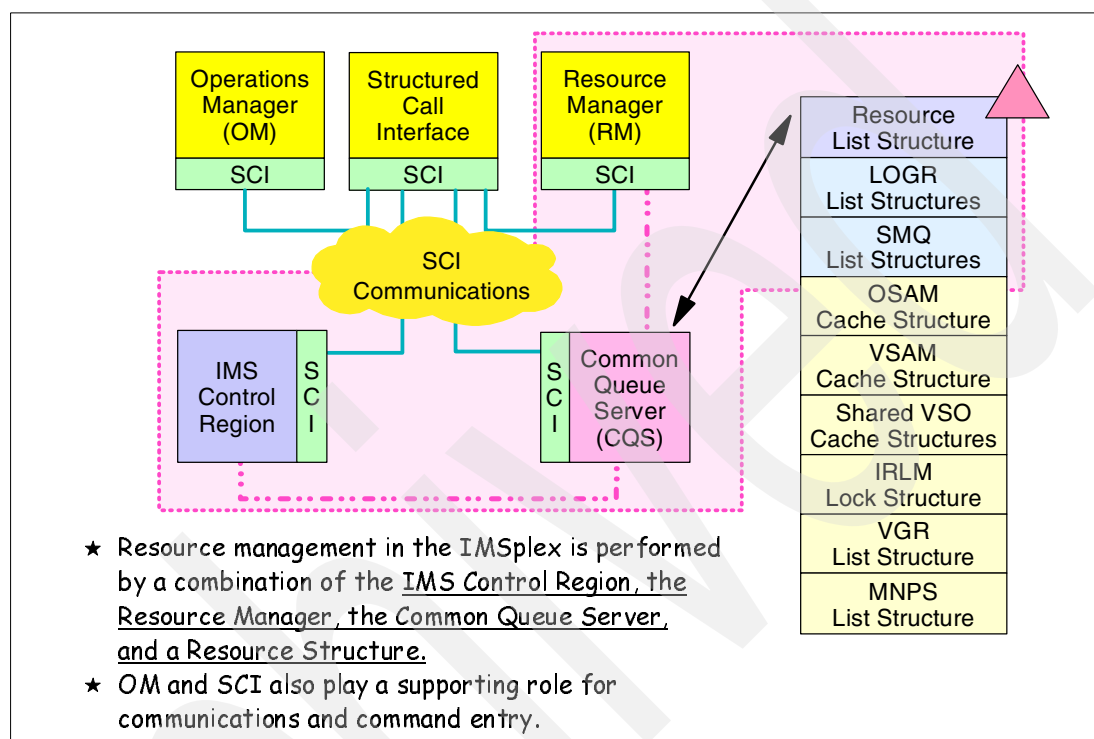 Operations
Manager
(OM)
SCI
Structured
Call
Interface
SCI
Resource
Manager
(RM)
SCI
SCI
Communications
IMS
Control
Region
S
C
I
S
C
I
Common
Queue
Server
(CQS)
Resource
List Structure
LOGR
List Structures
SMQ
List Structures
OSAM
Cache Structure
VSAM
Cache Structure
Shared VSO
Cache Structures
IRLM
Lock Structure
VGR
List Structure
MNPS
List Structure
★ Resource management in the IMSplex is performed
by a combination of the IMS Control Region, the
Resource Manager, the Common Queue Server,
and a Resource Structure.
★ OM and SCI also play a supporting role for
communications and command entry.